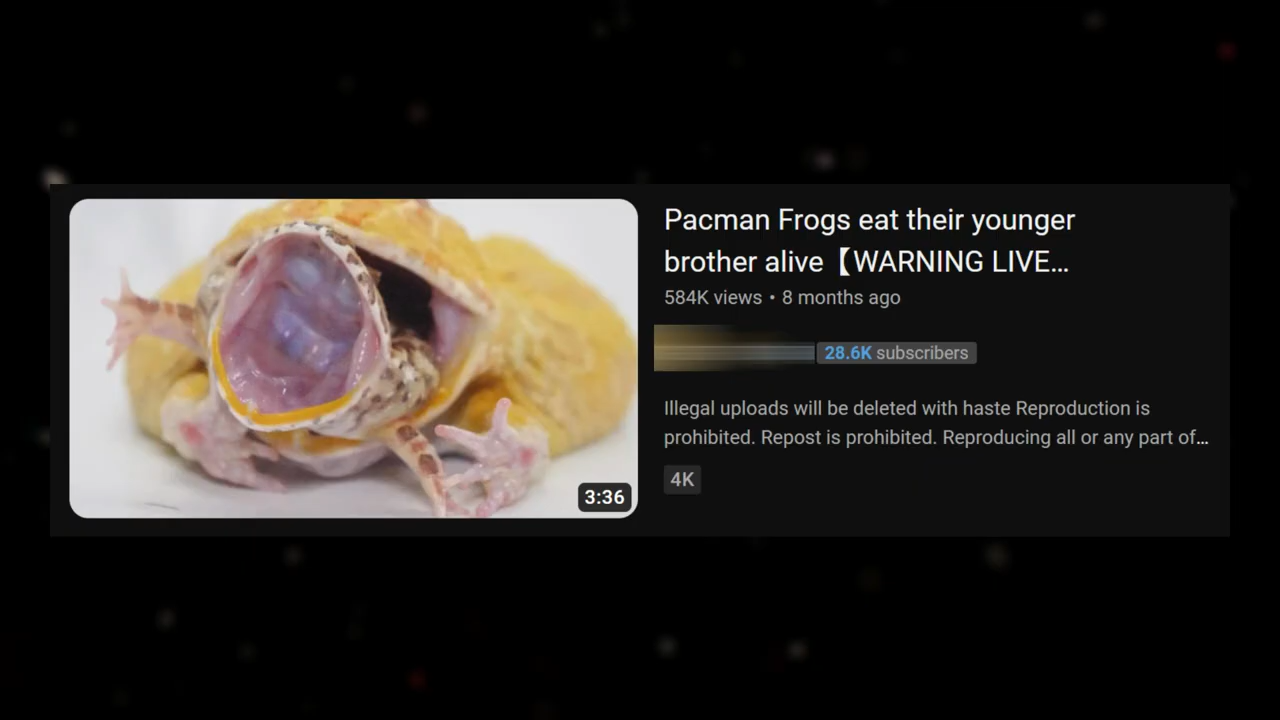 3:36
Pacman Frogs eat their younger
brother alive【WARNING LIVE…
584K views • 8 months ago
28.6K subscribers
Illegal uploads will be deleted with haste Reproduction is
prohibited. Repost is prohibited. Reproducing all or any part of...
4K